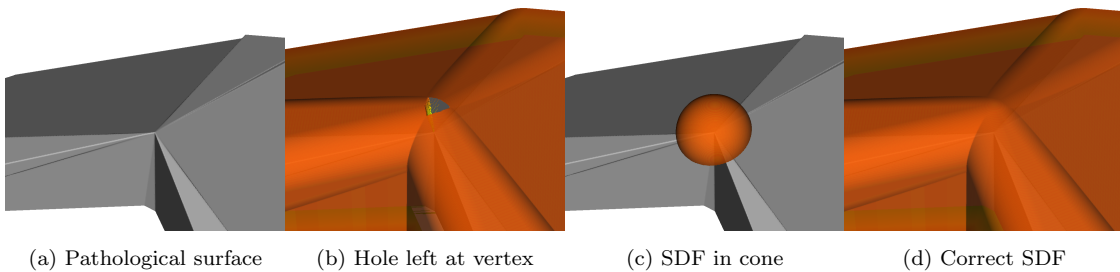 (a) Pathological surface
(b) Hole left at vertex
(c) SDF in cone
(d) Correct SDF